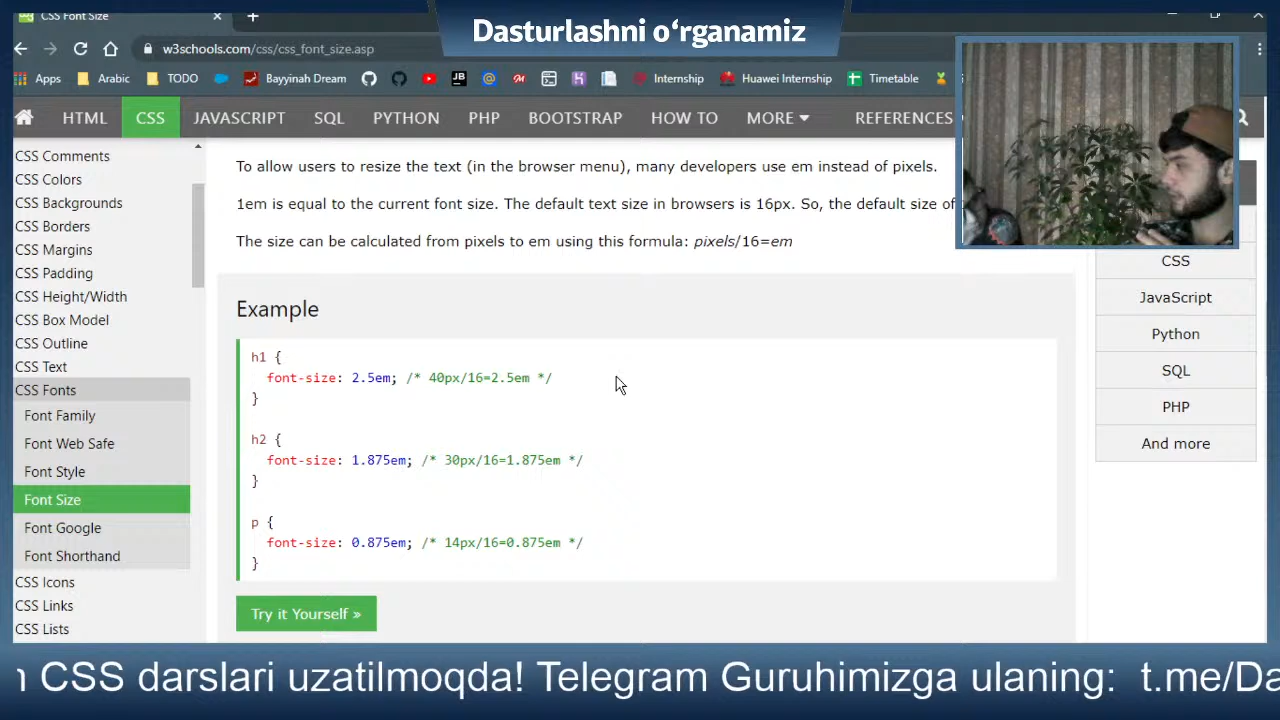 CSS Font Size
Dasturlashni o‘rganamiz
w3schools.com/css/css_font_size.asp
Apps
Arabic
TODO
Bayyinah Dream
JB
Internship
Huawei Internship
Timetable
HTML
CSS
JAVASCRIPT
SQL
PYTHON
PHP
BOOTSTRAP
HOW TO
MORE
REFERENCES
CSS Comments
CSS Colors
CSS Backgrounds
CSS Borders
CSS Margins
CSS Padding
CSS Height/Width
CSS Box Model
CSS Outline
CSS Text
CSS Fonts
Font Family
Font Web Safe
Font Style
Font Size
Font Google
Font Shorthand
CSS Icons
CSS Links
CSS Lists
To allow users to resize the text (in the browser menu), many developers use em instead of pixels.
1em is equal to the current font size. The default text size in browsers is 16px. So, the default size of
The size can be calculated from pixels to em using this formula: pixels/16=em
Example
h1 {
font-size: 2.5em; /* 40px/16=2.5em */
}
h2 {
font-size: 1.875em; /* 30px/16=1.875em */
}
p {
font-size: 0.875em; /* 14px/16=0.875em */
}
Try it Yourself »
CSS
JavaScript
Python
SQL
PHP
And more
CSS darslari uzatilmoqda! Telegram Guruhimizga ulaning: t.me/Da